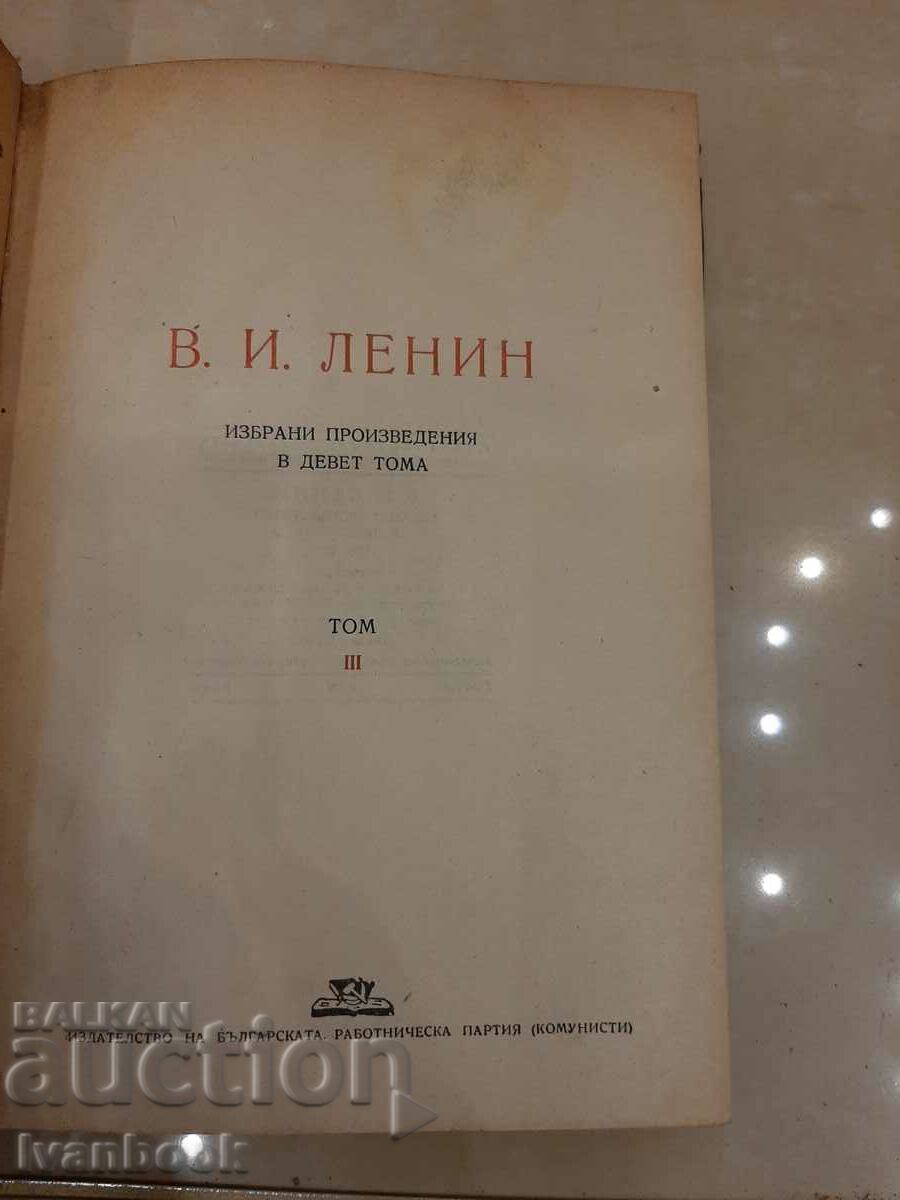 В. И. ЛЕНИН
ИЗБРАНИ ПРОИЗВЕДЕНИЯ
В ДЕВЕТ ТОМА
ТОМ
III
ИЗДАТЕЛСТВО НА БЪЛГАРСКАТА РАБОТНИЧЕСКА ПАРТИЯ (КОМУНИСТИ)
BALKAN
auction
Ivanbook